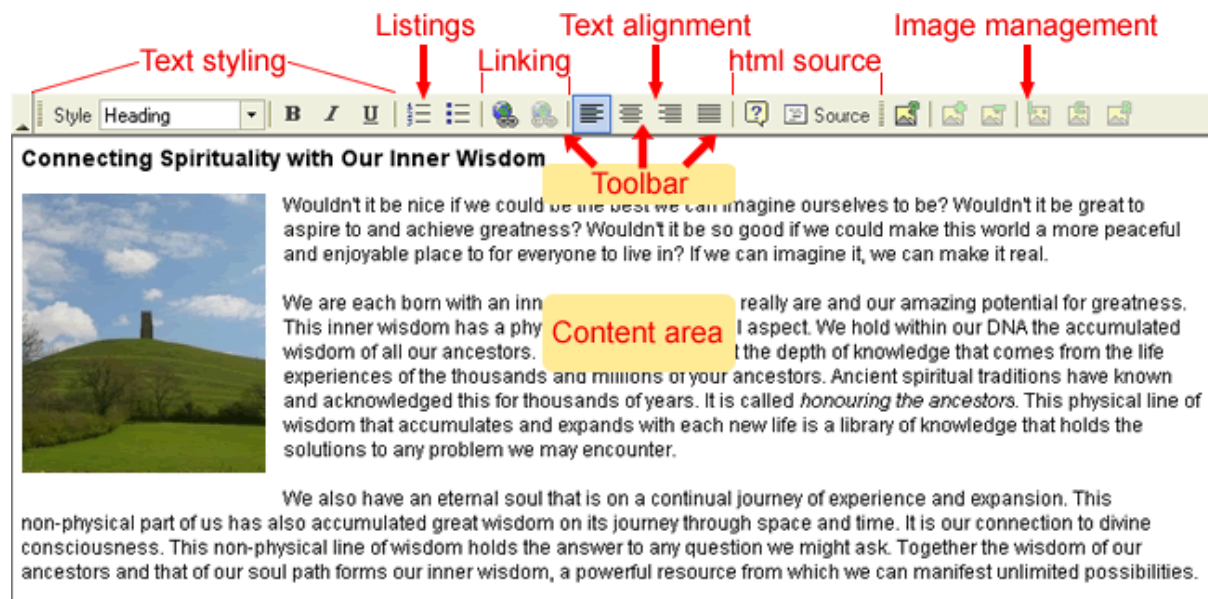 Listings Text alignment Image management
Text styling Linking html source
Style Heading B I U Source
Connecting Spirituality with Our Inner Wisdom
Toolbar
Wouldn't it be nice if we could be the best we can imagine ourselves to be? Wouldn't it be great to
aspire to and achieve greatness? Wouldn't it be so good if we could make this world a more peaceful
and enjoyable place to for everyone to live in? If we can imagine it, we can make it real.
We are each born with an inn really are and our amazing potential for greatness.
This inner wisdom has a phy l aspect. We hold within our DNA the accumulated
Content area
wisdom of all our ancestors. t the depth of knowledge that comes from the life
experiences of the thousands and millions of your ancestors. Ancient spiritual traditions have known
and acknowledged this for thousands of years. It is called honouring the ancestors. This physical line of
wisdom that accumulates and expands with each new life is a library of knowledge that holds the
solutions to any problem we may encounter.
We also have an eternal soul that is on a continual journey of experience and expansion. This
non-physical part of us has also accumulated great wisdom on its journey through space and time. It is our connection to divine
consciousness. This non-physical line of wisdom holds the answer to any question we might ask. Together the wisdom of our
ancestors and that of our soul path forms our inner wisdom, a powerful resource from which we can manifest unlimited possibilities.